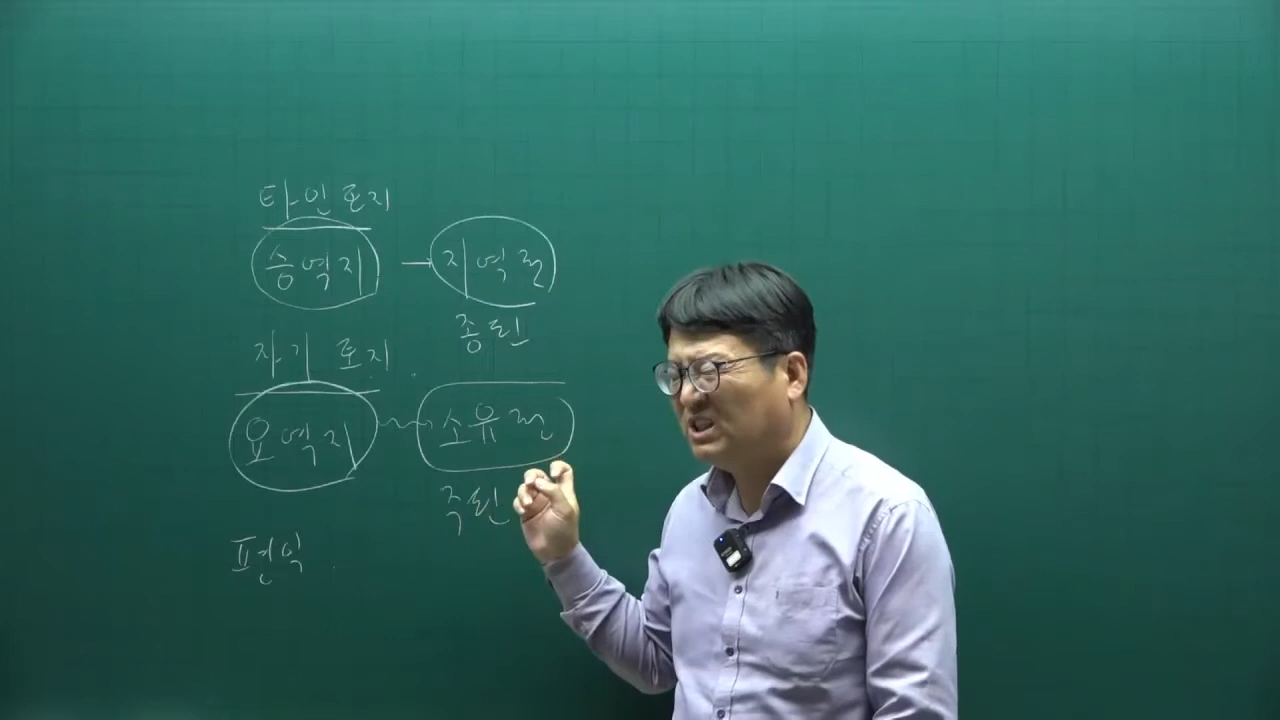 타인 토지
승역지 → 지역권
종된
자기 토지
요역지 소유권
주된
편익